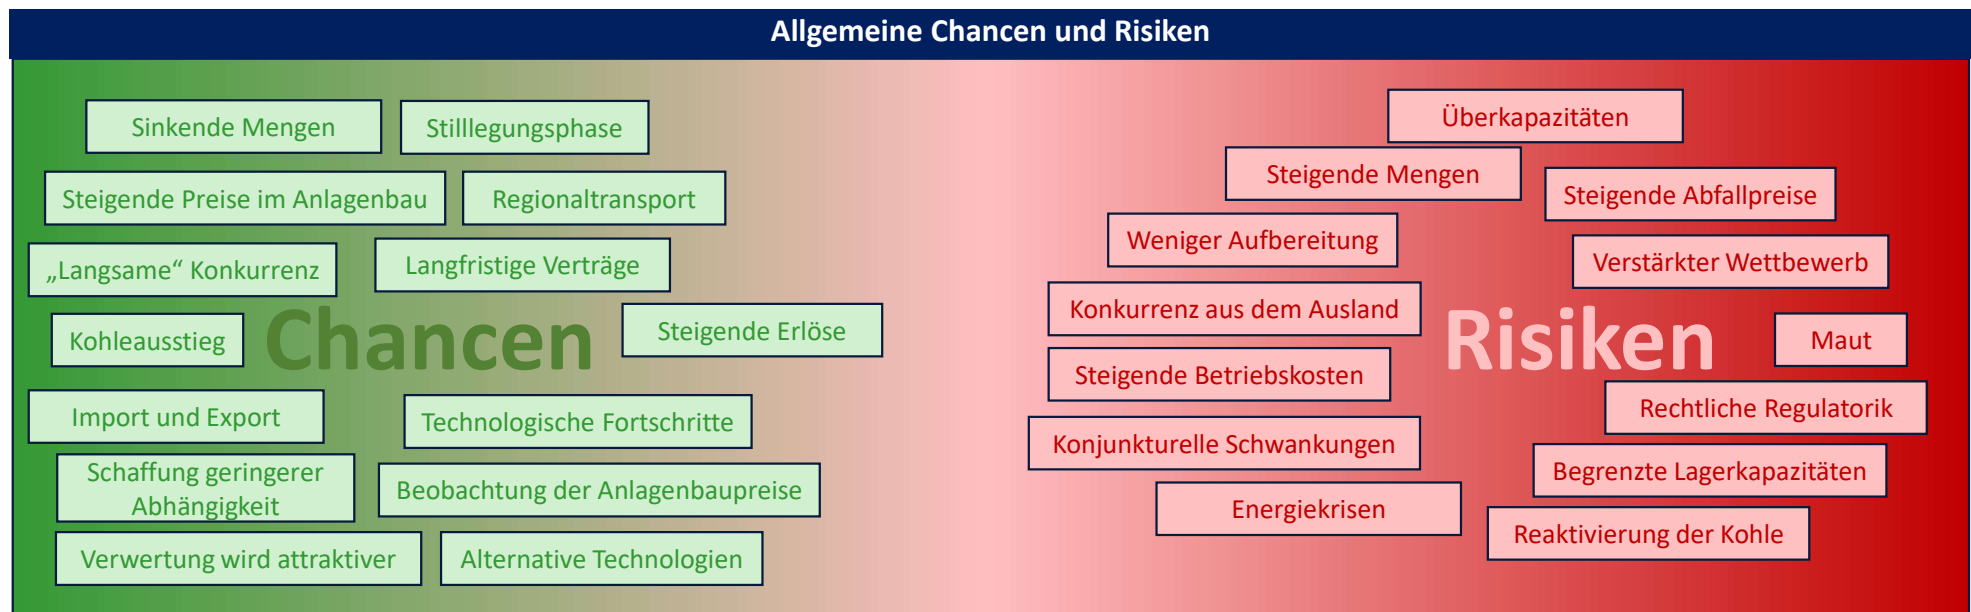 Allgemeine Chancen und Risiken
Sinkende Mengen
Stilllegungsphase
Steigende Preise im Anlagenbau
Regionaltransport
„Langsame“ Konkurrenz
Langfristige Verträge
Kohleausstieg
Chancen
Steigende Erlöse
Import und Export
Technologische Fortschritte
Schaffung geringerer
Abhängigkeit
Beobachtung der Anlagenbaupreise
Verwertung wird attraktiver
Alternative Technologien
Überkapazitäten
Steigende Mengen
Steigende Abfallpreise
Weniger Aufbereitung
Verstärkter Wettbewerb
Konkurrenz aus dem Ausland
Risiken
Maut
Steigende Betriebskosten
Rechtliche Regulatorik
Konjunkturelle Schwankungen
Begrenzte Lagerkapazitäten
Energiekrisen
Reaktivierung der Kohle